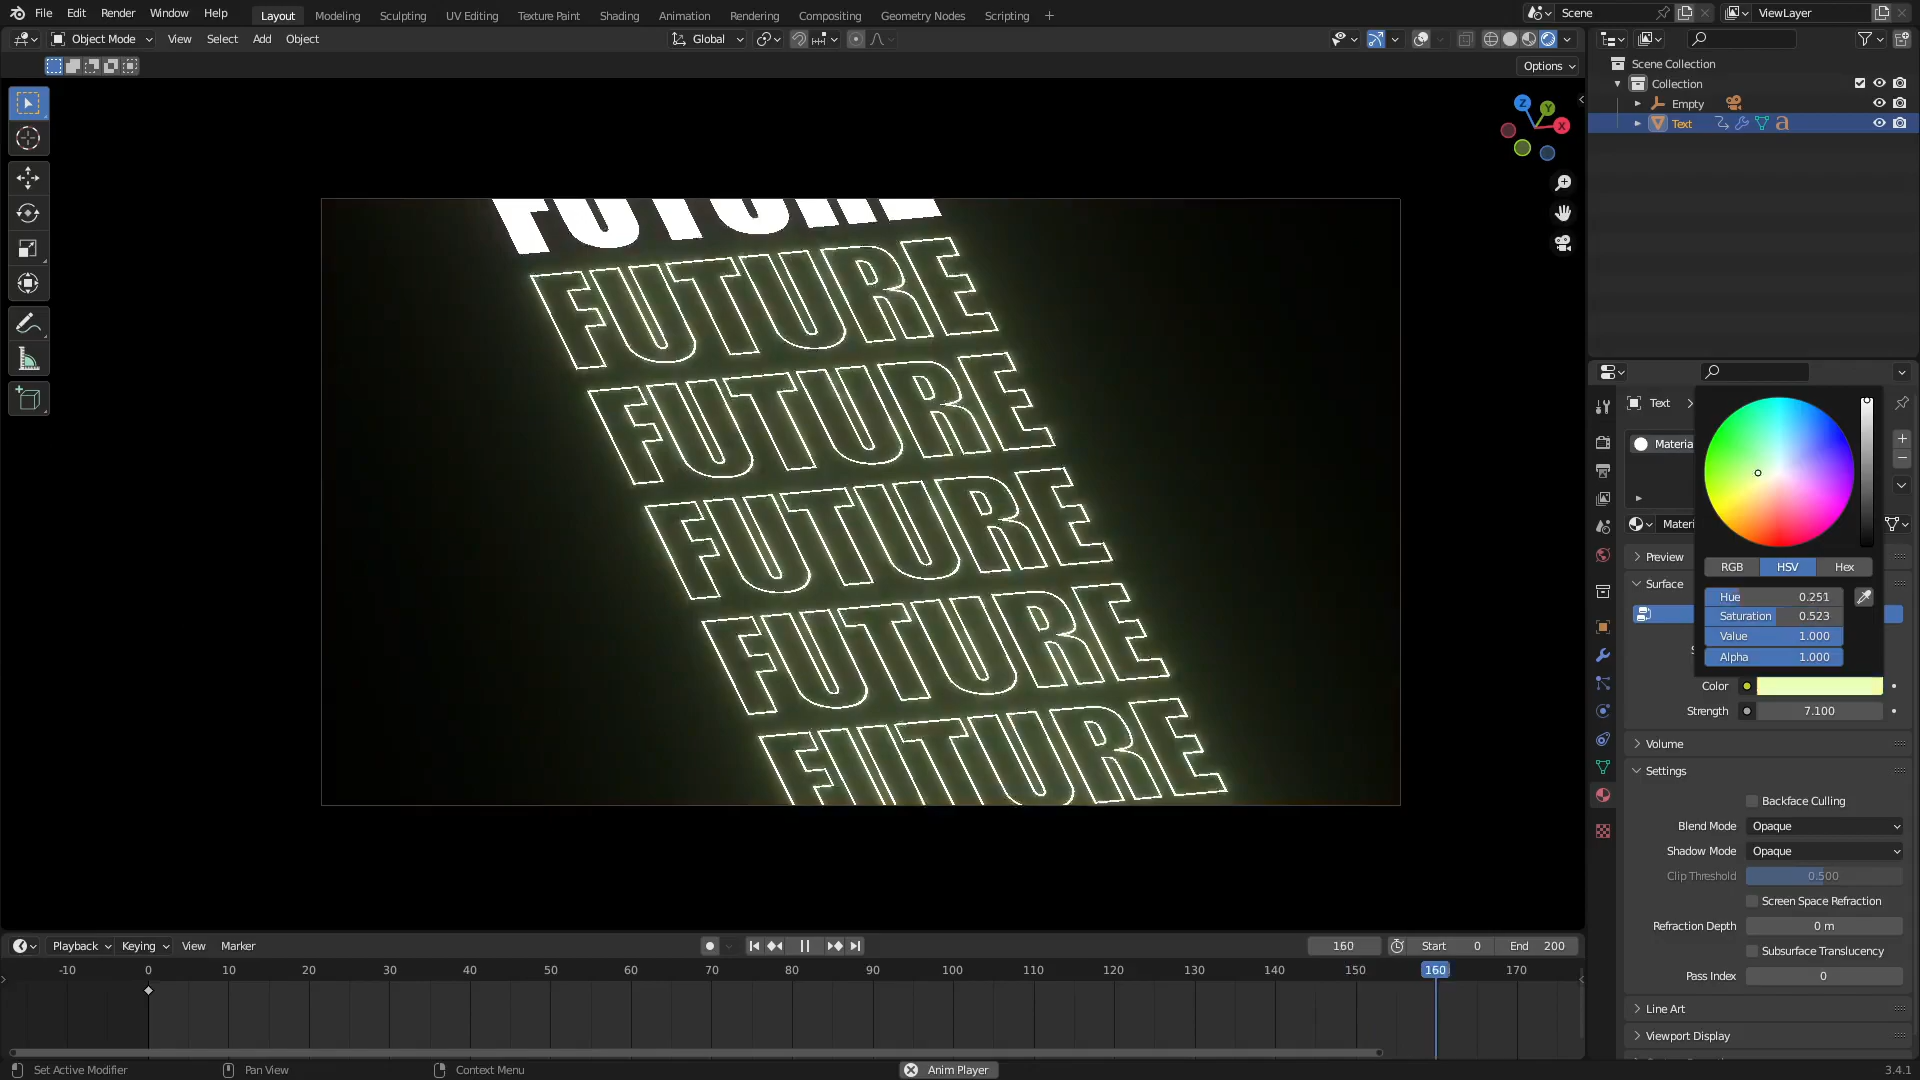 File Edit Render Window Help Layout Modeling Sculpting UV Editing Texture Paint Shading Animation Rendering Compositing Geometry Nodes Scripting + Scene ViewLayer
Object Mode View Select Add Object Global
Options
Scene Collection
Collection
Empty
Text a
Z Y X
FUTURE
FUTURE
FUTURE
FUTURE
FUTURE
FUTURE
Text
Materia
Materi
Preview
RGB HSV Hex
Surface
Hue 0.251
Saturation 0.523
Value 1.000
Alpha 1.000
Color
Strength 7.100
Volume
Settings
Backface Culling
Blend Mode Opaque
Shadow Mode Opaque
Clip Threshold 0.500
Screen Space Refraction
Refraction Depth 0 m
Subsurface Translucency
Pass Index 0
Line Art
Viewport Display
Playback Keying View Marker 160 Start 0 End 200
-10 0 10 20 30 40 50 60 70 80 90 100 110 120 130 140 150 160 170
Set Active Modifier Pan View Context Menu Anim Player 3.4.1